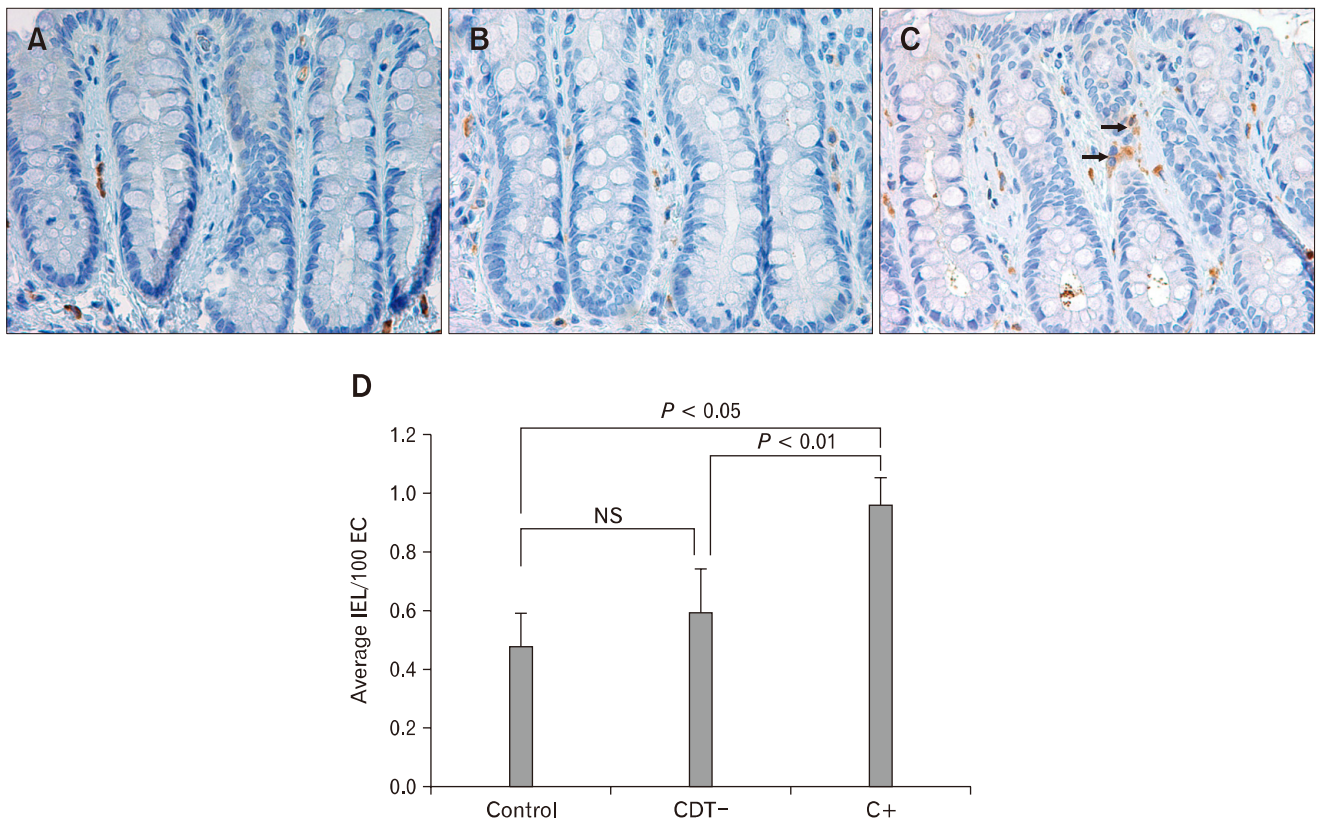 A
B
C
D
P < 0.05
P < 0.01
NS
Average IEL/100 EC
1.2
1.0
0.8
0.6
0.4
0.2
0.0
Control
CDT−
C+